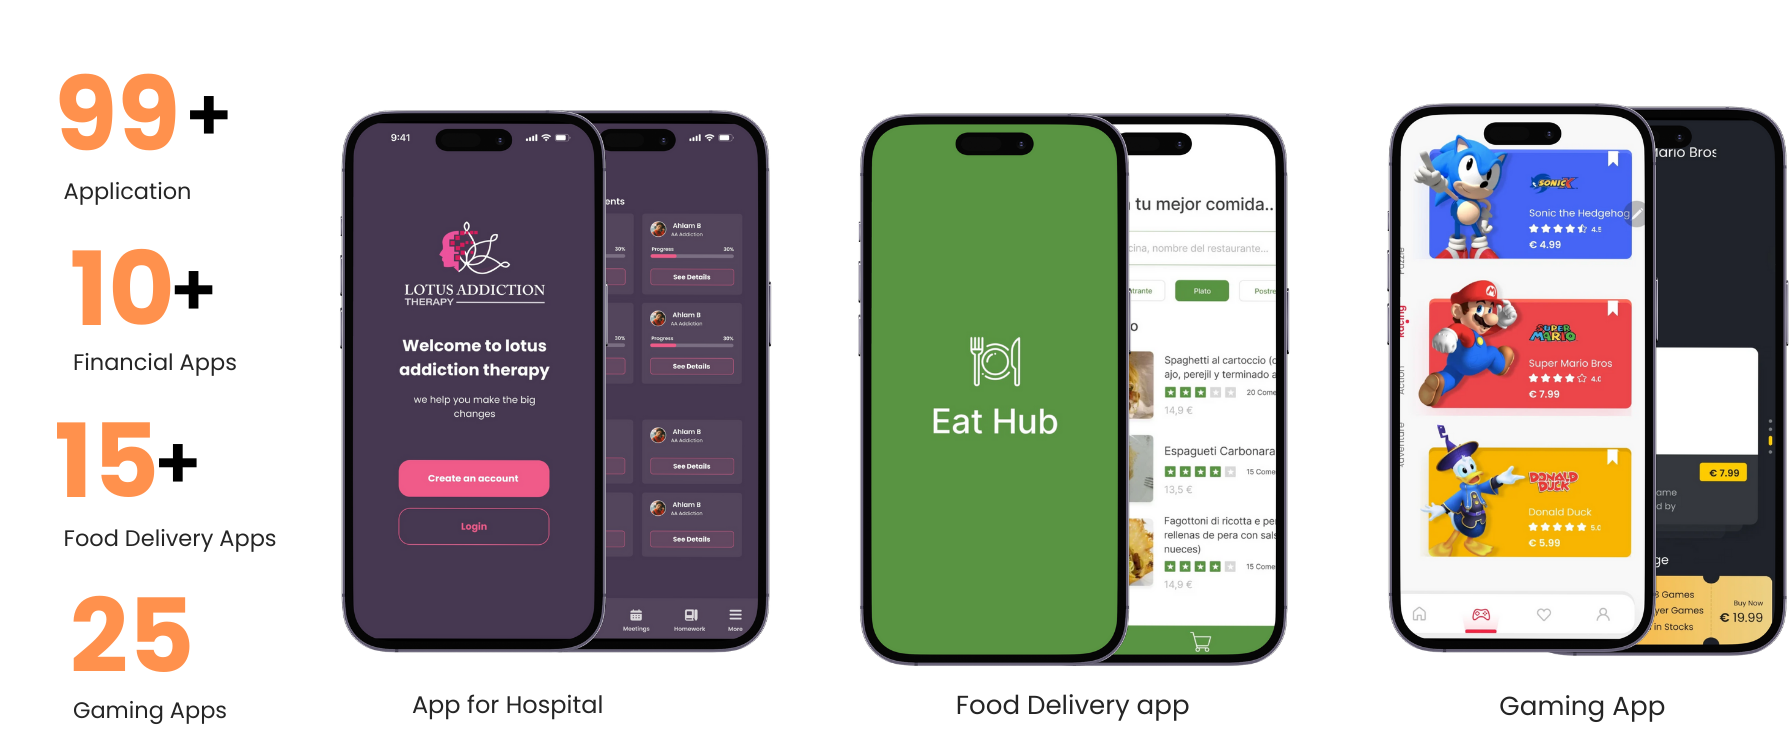 99+
Application
10+
Financial Apps
15+
Food Delivery Apps
25
Gaming Apps
9:41
LOTUS ADDICTION
THERAPY
Welcome to lotus
addiction therapy
we help you make the big
changes
Create an account
Login
ents
Ahlam B
AA Addiction
30%
Progress
30%
See Details
Ahlam B
AA Addiction
30%
Progress
30%
See Details
Ahlam B
AA Addiction
See Details
Ahlam B
AA Addiction
See Details
Meetings
Homework
More
App for Hospital
Eat Hub
tu mejor comida..
cina, nombre del restaurante...
trante
Plato
Postre
o
Spaghetti al cartoccio (
ajo, perejil y terminado a
20 Come
14,9 €
Espagueti Carbonara
15 Come
13,5 €
Fagottoni di ricotta e pe
rellenas de pera con sals
nueces)
15 Come
14,9 €
Food Delivery app
Puzzle
Racing
Action
Adventure
SONIC X
Sonic the Hedgehog
4.5
€ 4.99
SUPER
MARIO
Super Mario Bros
4.0
€ 7.99
DONALD
DUCK
Donald Duck
5.0
€ 5.99
Mario Bros
€ 7.99
ame
d by
ge
3 Games
yer Games
in Stocks
Buy Now
€ 19.99
Gaming App